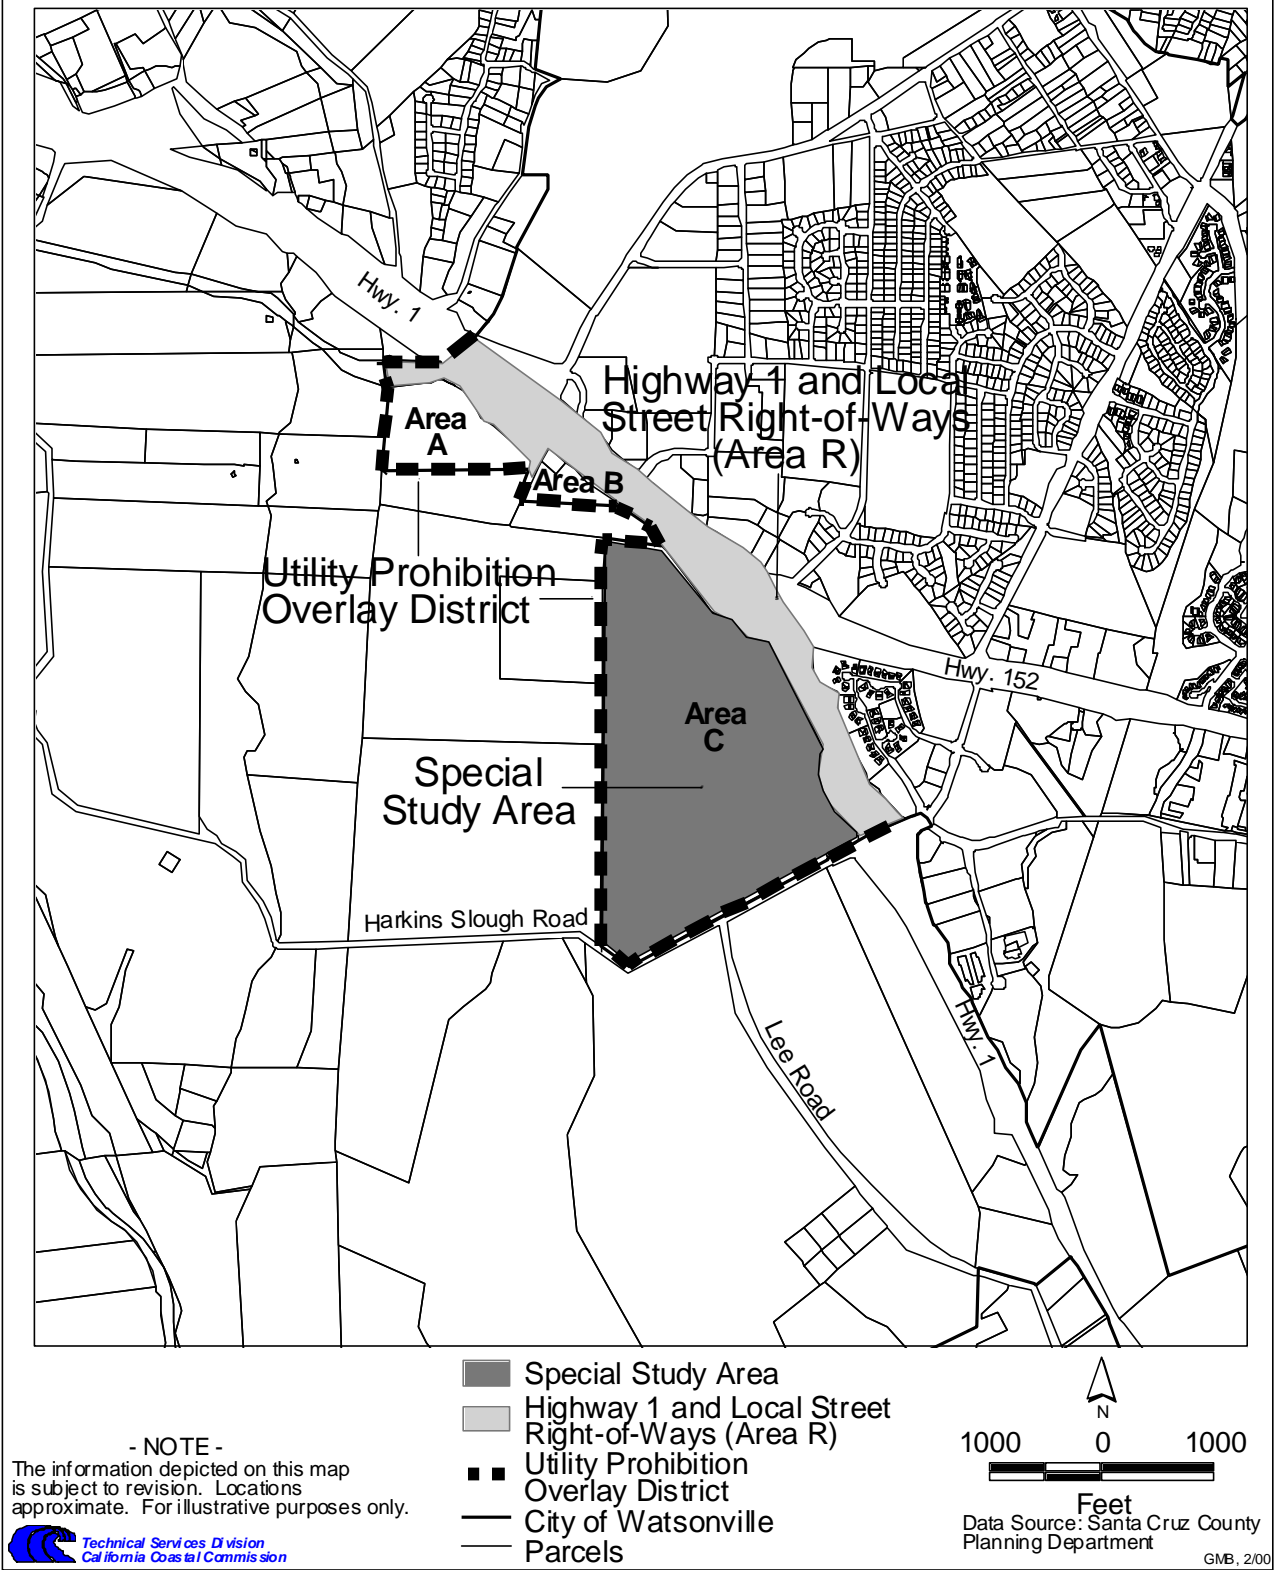 Hwy. 1
Highway 1 and Local
Street Right-of-Ways
(Area R)
Area
A
Area B
Utility Prohibition
Overlay District
Hwy. 152
Area
C
Special
Study Area
Harkins Slough Road
Hwy. 1
Lee Road
Special Study Area
Highway 1 and Local Street
Right-of-Ways (Area R)
Utility Prohibition
Overlay District
City of Watsonville
Parcels
- NOTE -
The information depicted on this map
is subject to revision. Locations
approximate. For illustrative purposes only.
Technical Services Division
California Coastal Commission
N
1000 0 1000
Feet
Data Source: Santa Cruz County
Planning Department
GMB, 2/00